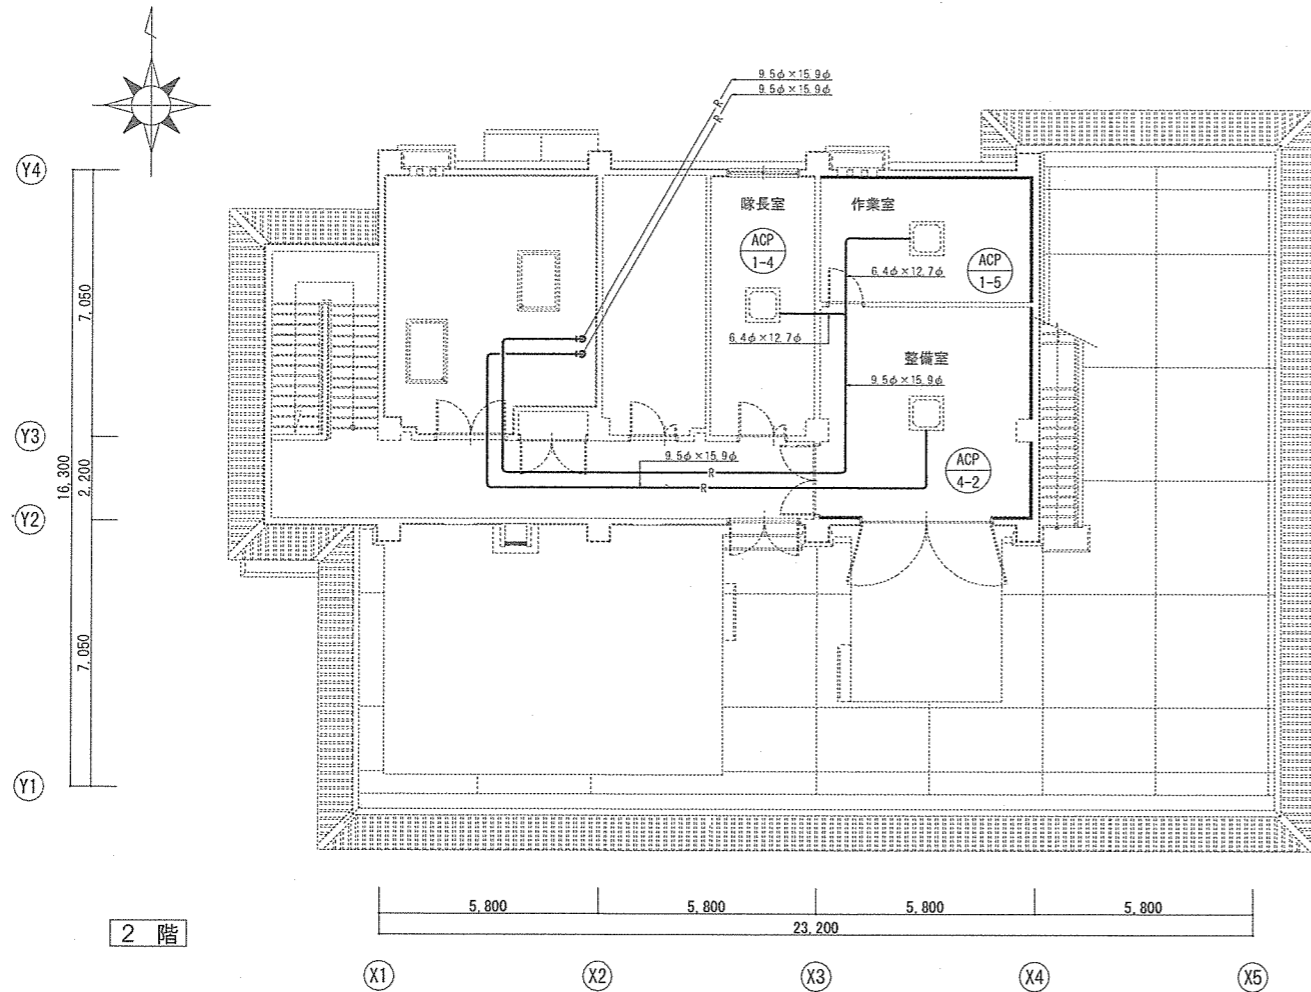 9.5φ×15.9φ
9.5φ×15.9φ
R
R
Y4
隊長室
作業室
ACP
1-4
ACP
1-5
6.4φ×12.7φ
7,050
6.4φ×12.7φ
整備室
9.5φ×15.9φ
Y3
9.5φ×15.9φ
ACP
4-2
R
R
16,300
2,200
Y2
7,050
Y1
5,800
5,800
5,800
5,800
23,200
2 階
X1
X2
X3
X4
X5